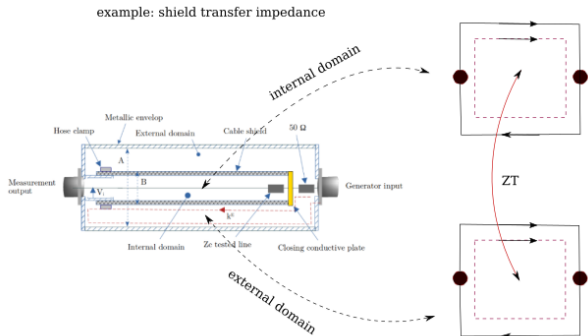 example: shield transfer impedance
internal domain
Metallic envelop
Hose clamp
External domain
Cable shield
50 Ω
A
B
Measurement
output
Generator input
ZT
Internal domain
Zc tested line
Closing conductive plate
external domain